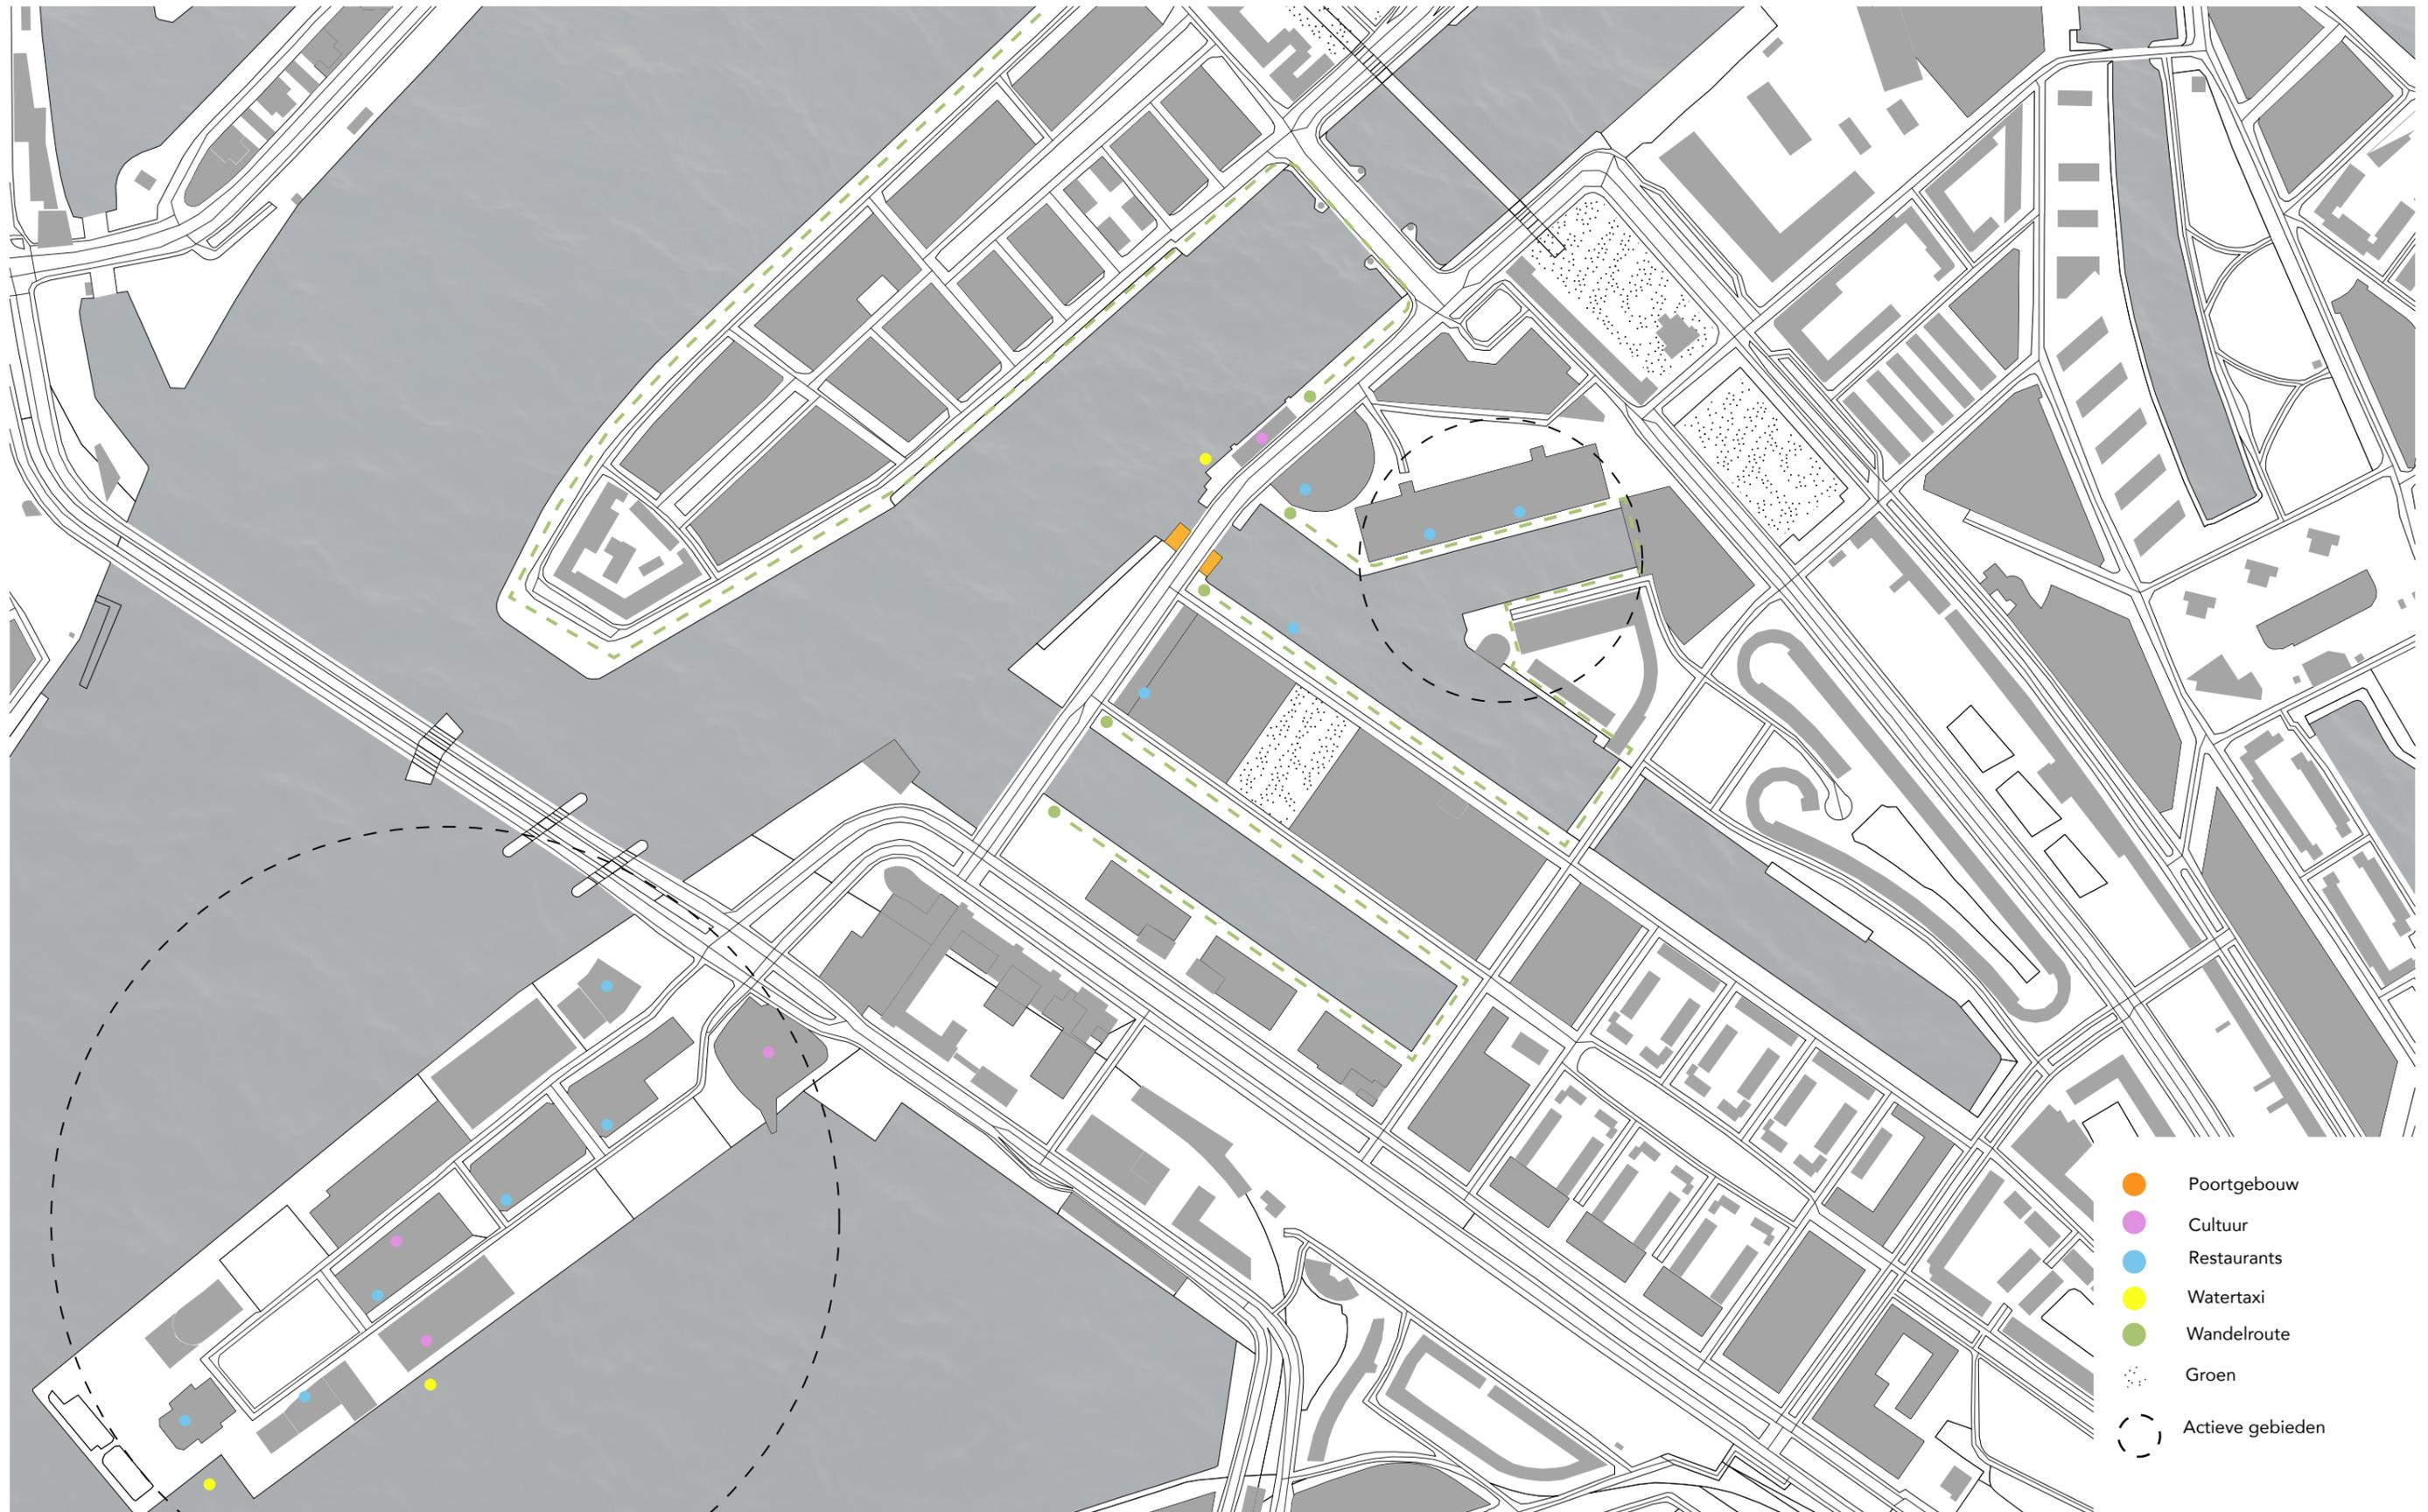 Poortgebouw
Cultuur
Restaurants
Watertaxi
Wandelroute
Groen
Actieve gebieden